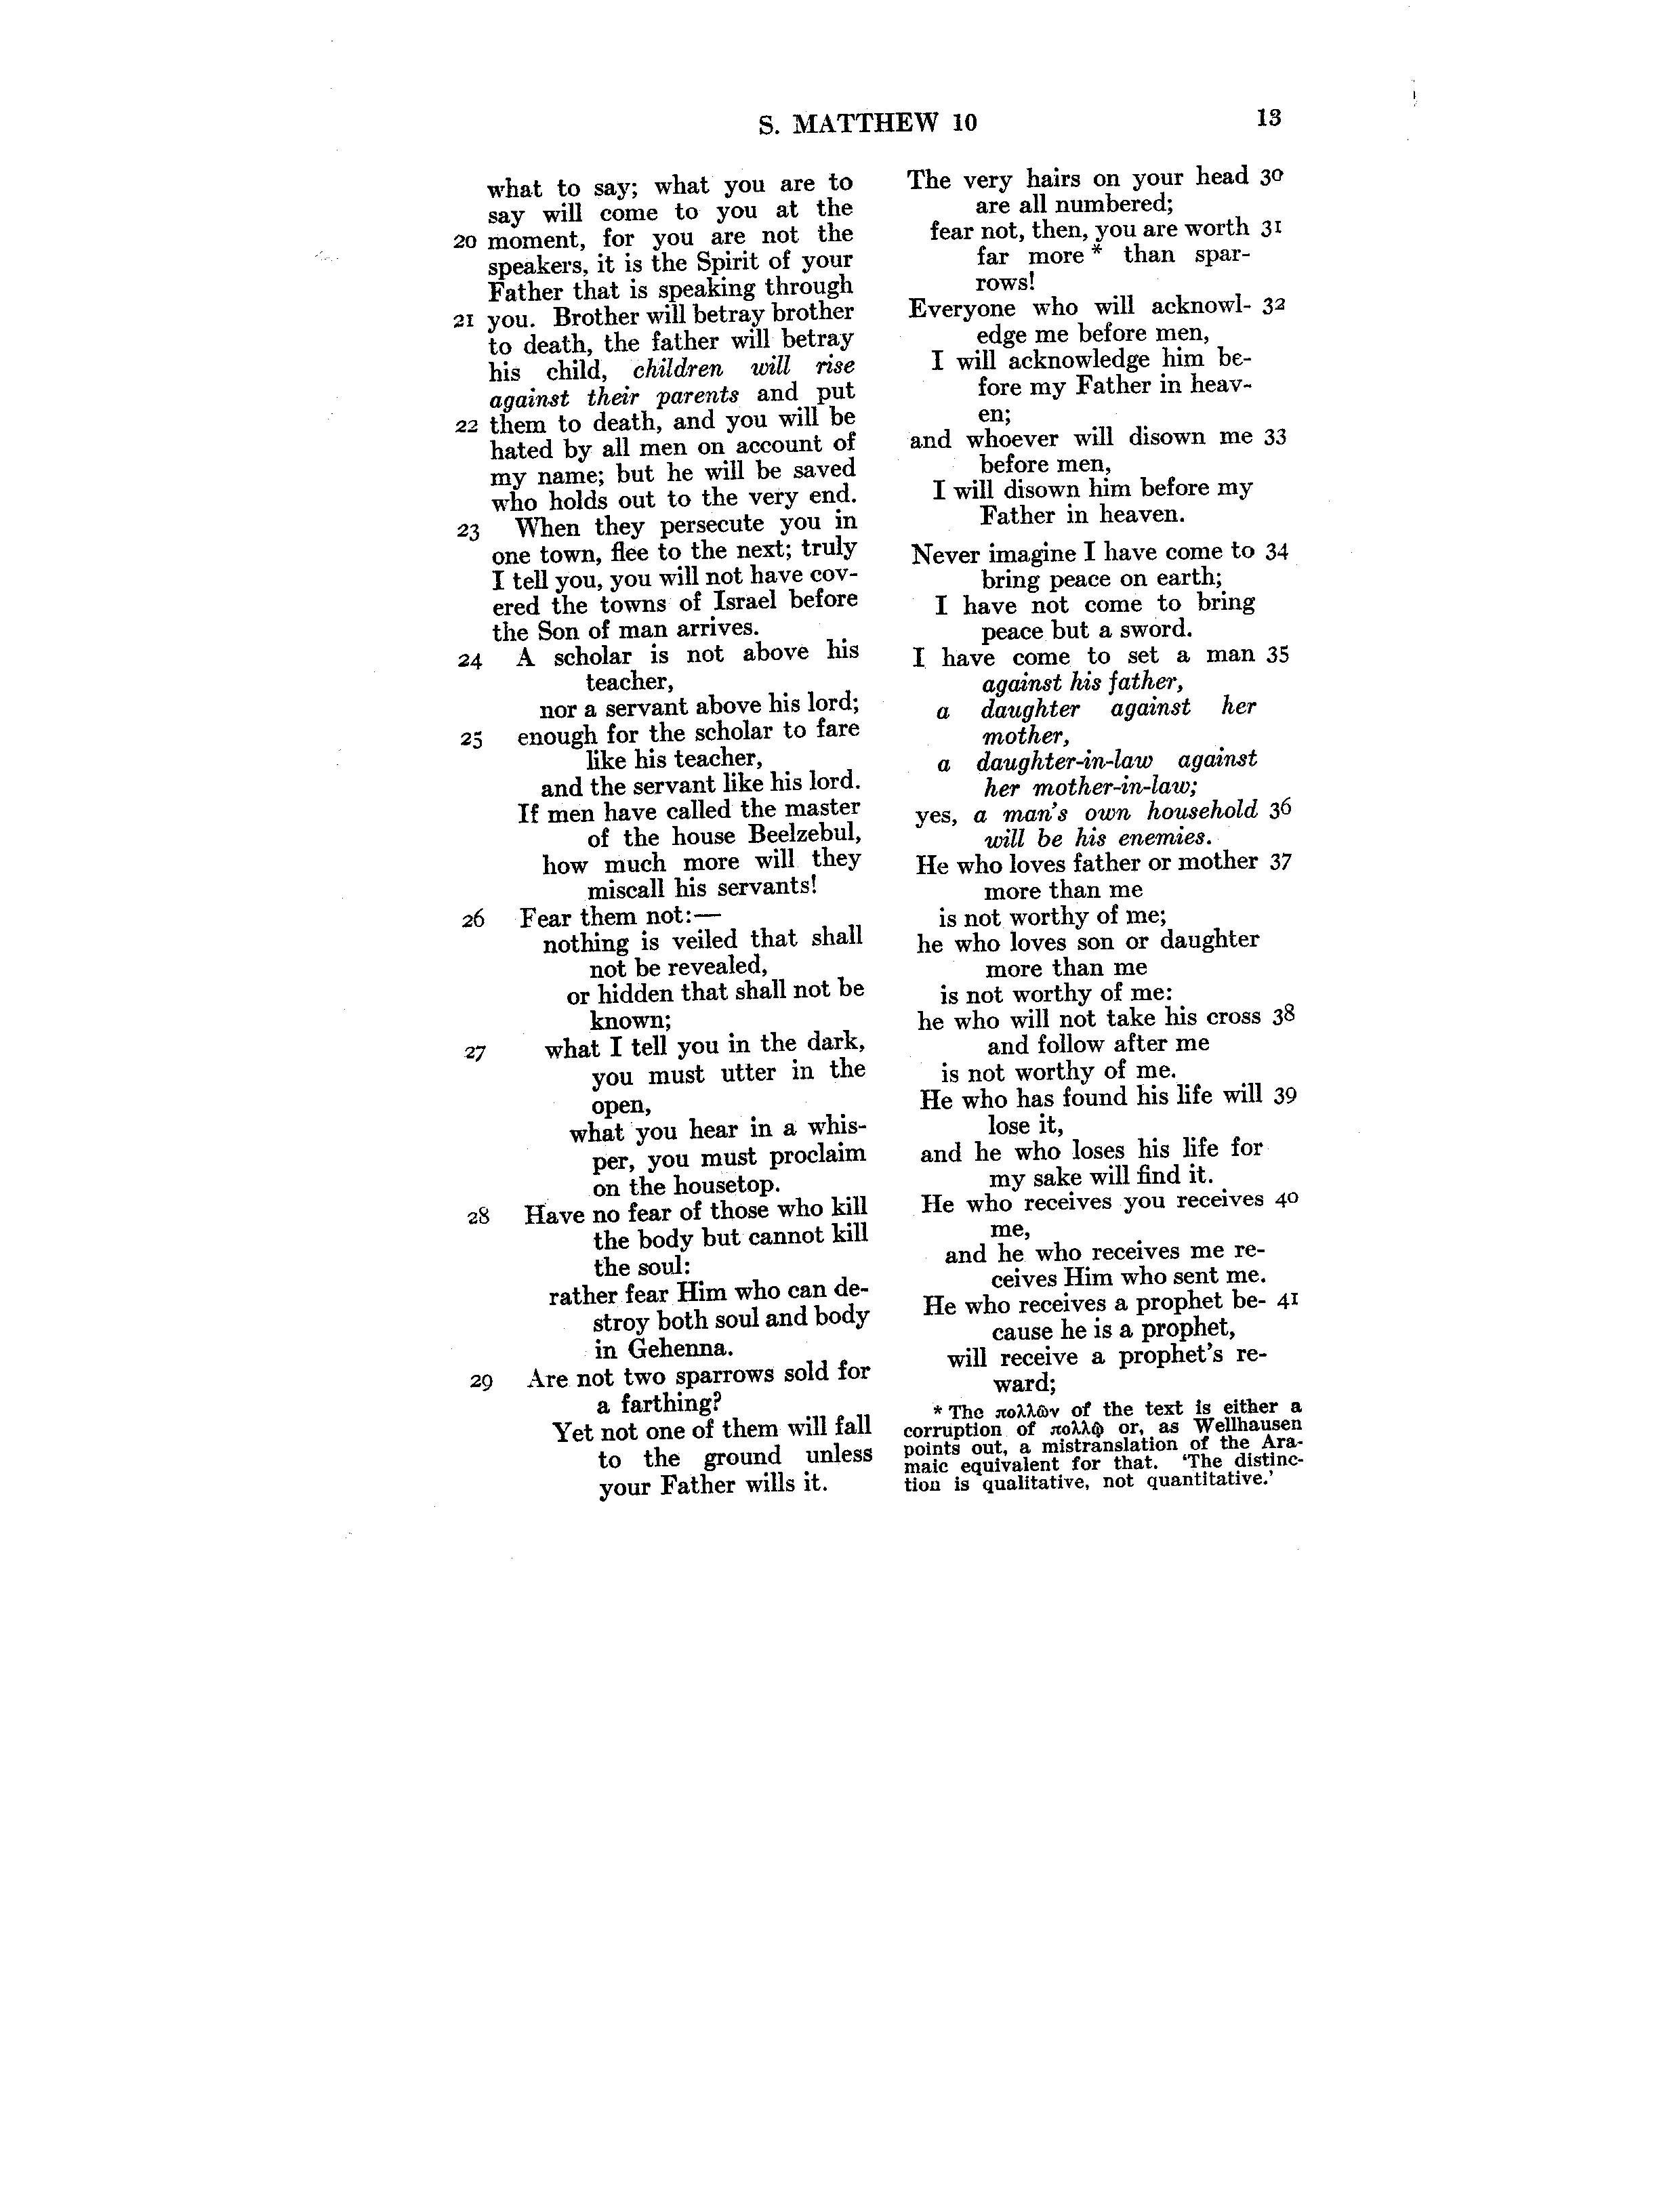 S. MATTHEW 10
13
what to say; what you are to
say will come to you at the
20 moment, for you are not the
speakers, it is the Spirit of your
Father that is speaking through
21 you. Brother will betray brother
to death, the father will betray
his child, children will rise
against their parents and put
22 them to death, and you will be
hated by all men on account of
my name; but he will be saved
who holds out to the very end.
23 When they persecute you in
one town, flee to the next; truly
I tell you, you will not have cov-
ered the towns of Israel before
the Son of man arrives.
24 A scholar is not above his
teacher,
nor a servant above his lord;
25 enough for the scholar to fare
like his teacher,
and the servant like his lord.
If men have called the master
of the house Beelzebul,
how much more will they
miscall his servants!
26 Fear them not:—
nothing is veiled that shall
not be revealed,
or hidden that shall not be
known;
27 what I tell you in the dark,
you must utter in the
open,
what you hear in a whis-
per, you must proclaim
on the housetop.
28 Have no fear of those who kill
the body but cannot kill
the soul:
rather fear Him who can de-
stroy both soul and body
in Gehenna.
29 Are not two sparrows sold for
a farthing?
Yet not one of them will fall
to the ground unless
your Father wills it.
The very hairs on your head 30
are all numbered;
fear not, then, you are worth 31
far more * than spar-
rows!
Everyone who will acknowl- 32
edge me before men,
I will acknowledge him be-
fore my Father in heav-
en;
and whoever will disown me 33
before men,
I will disown him before my
Father in heaven.
Never imagine I have come to 34
bring peace on earth;
I have not come to bring
peace but a sword.
I have come to set a man 35
against his father,
a daughter against her
mother,
a daughter-in-law against
her mother-in-law;
yes, a man's own household 36
will be his enemies.
He who loves father or mother 37
more than me
is not worthy of me;
he who loves son or daughter
more than me
is not worthy of me:
he who will not take his cross 38
and follow after me
is not worthy of me.
He who has found his life will 39
lose it,
and he who loses his life for
my sake will find it.
He who receives you receives 40
me,
and he who receives me re-
ceives Him who sent me.
He who receives a prophet be- 41
cause he is a prophet,
will receive a prophet's re-
ward;
* The πολλῶν of the text is either a
corruption of πολλῷ or, as Wellhausen
points out, a mistranslation of the Ara-
maic equivalent for that. 'The distinc-
tion is qualitative, not quantitative.'